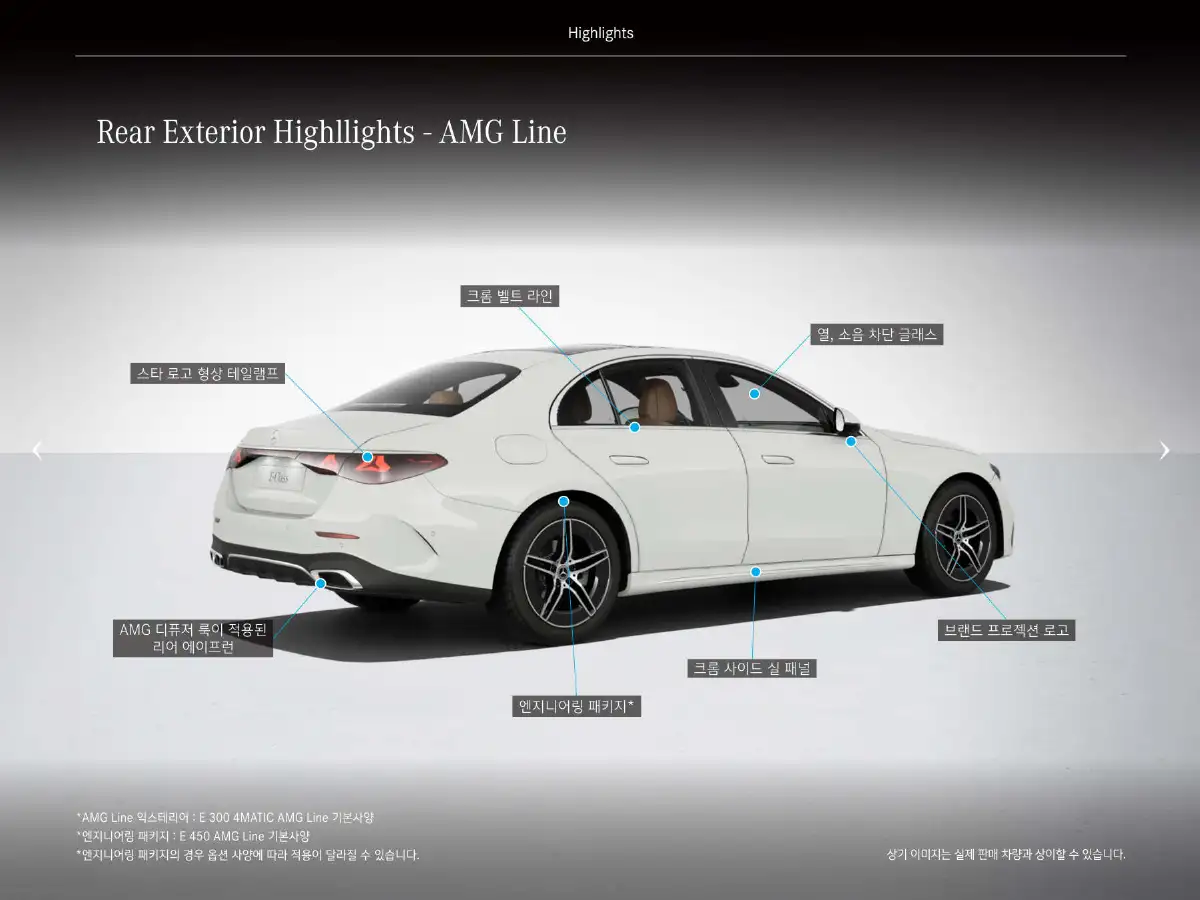 Highlights
Rear Exterior Highllights - AMG Line
크롬 벨트 라인
열, 소음 차단 글래스
스타 로고 형상 테일램프
AMG 디퓨저 룩이 적용된
리어 에이프런
브랜드 프로젝션 로고
크롬 사이드 실 패널
엔지니어링 패키지*
*AMG Line 익스테리어 : E 300 4MATIC AMG Line 기본사양
*엔지니어링 패키지 : E 450 AMG Line 기본사양
*엔지니어링 패키지의 경우 옵션 사양에 따라 적용이 달라질 수 있습니다.
상기 이미지는 실제 판매 차량과 상이할 수 있습니다.